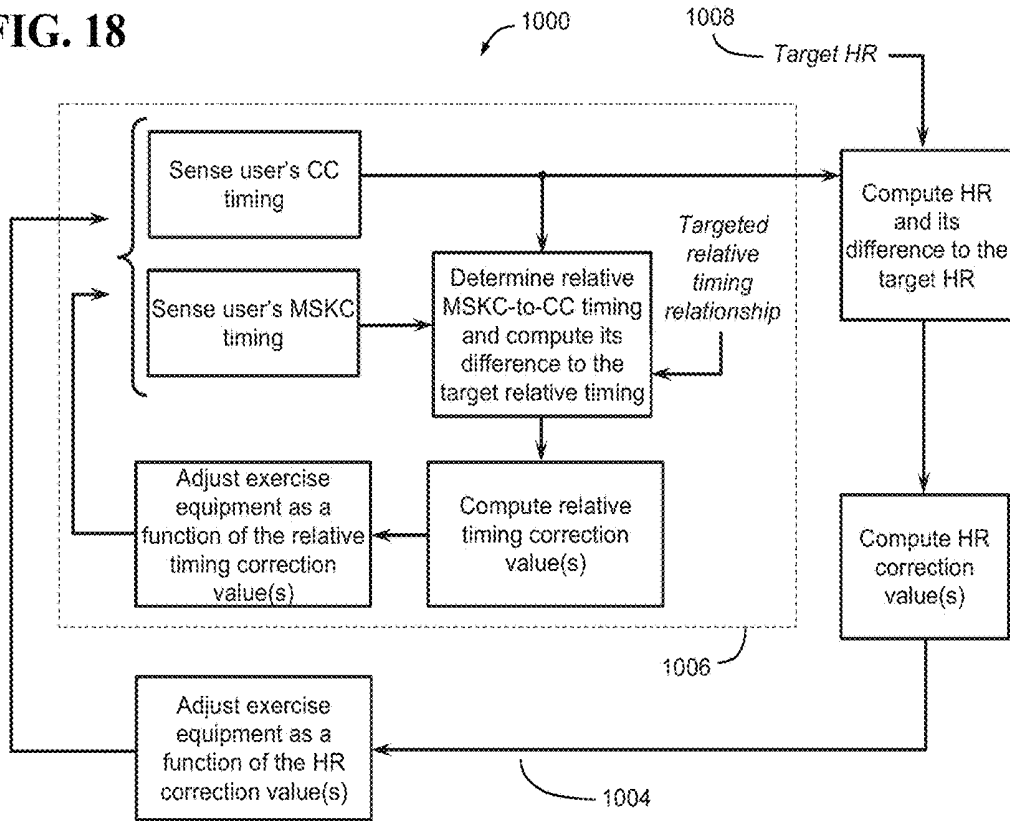 FIG. 18
1000
1008
Target HR
Sense user's CC
timing
Compute HR
and its
difference to the
target HR
Targeted
relative
timing
relationship
Sense user's MSKC
timing
Determine relative
MSKC-to-CC timing
and compute its
difference to the
target relative timing
Adjust exercise
equipment as a
function of the relative
timing correction
value(s)
Compute relative
timing correction
value(s)
Compute HR
correction
value(s)
1006
Adjust exercise
equipment as a
function of the HR
correction value(s)
1004